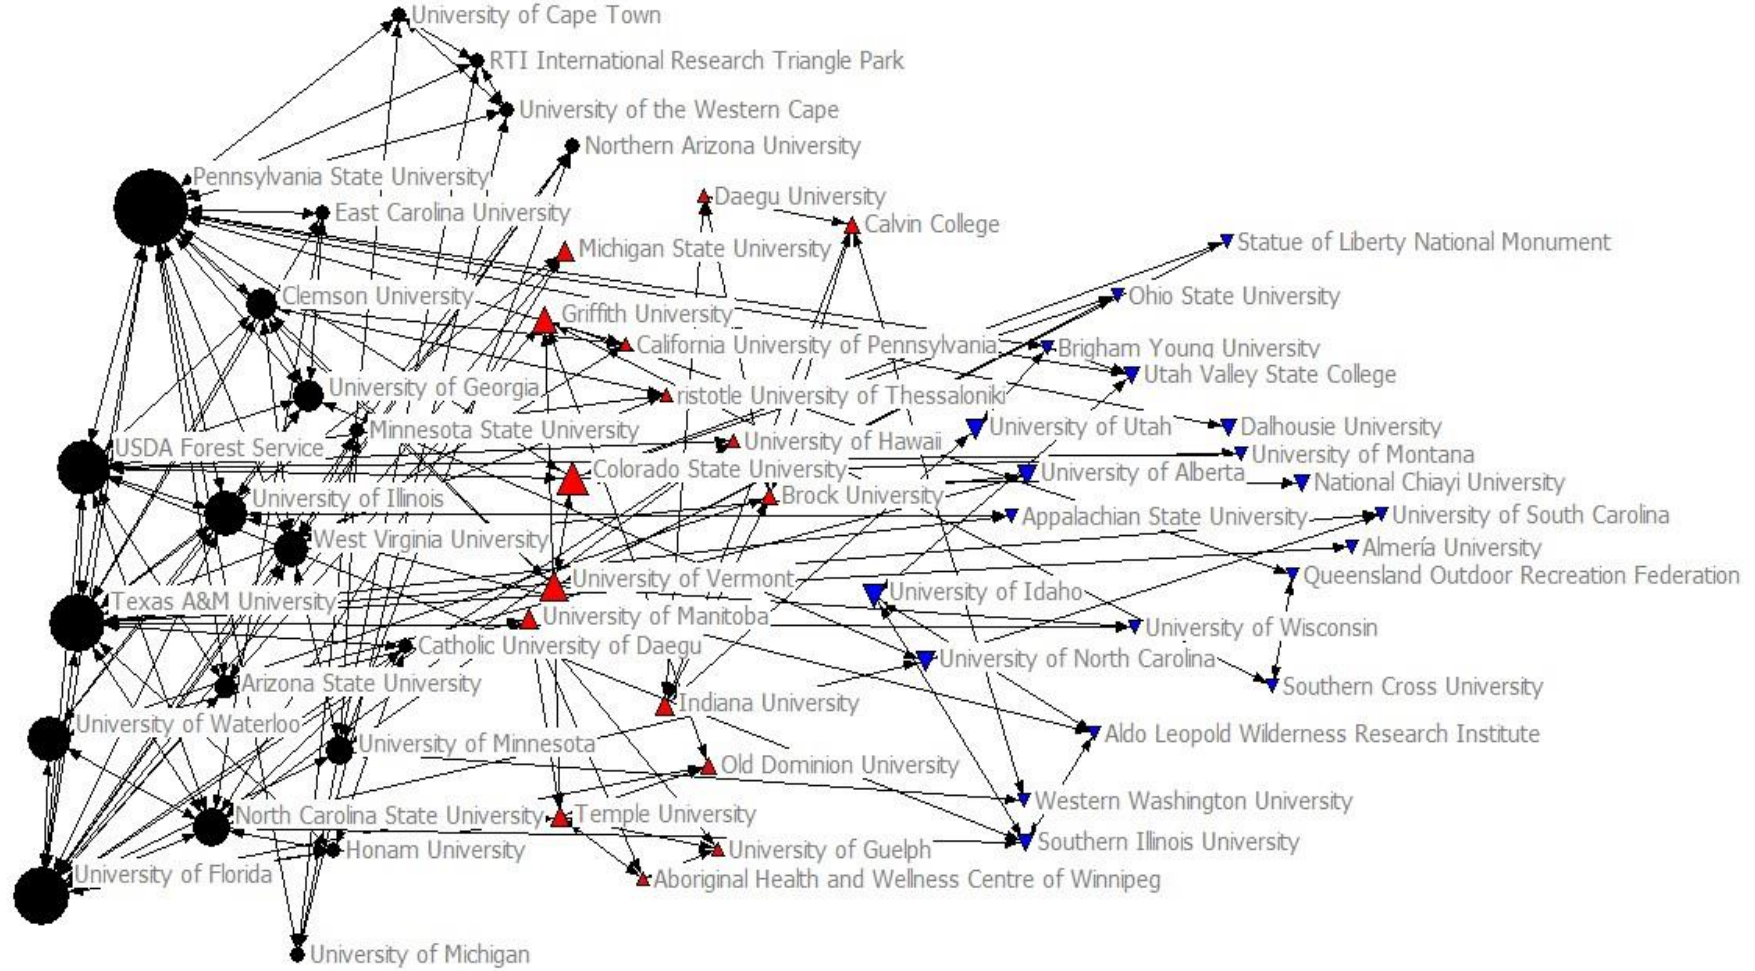 University of Cape Town
RTI International Research Triangle Park
University of the Western Cape
Northern Arizona University
Pennsylvania State University
Daegu University
East Carolina University
Calvin College
Michigan State University
Statue of Liberty National Monument
Clemson University
Ohio State University
Griffith University
California University of Pennsylvania
Brigham Young University
Utah Valley State College
University of Georgia
ristotle University of Thessaloniki
University of Utah
Dalhousie University
Minnesota State University
University of Hawaii
USDA Forest Service
University of Montana
Colorado State University
University of Alberta
National Chiayi University
University of Illinois
Brock University
Appalachian State University
University of South Carolina
West Virginia University
Almería University
University of Vermont
Queensland Outdoor Recreation Federation
University of Idaho
Texas A&M University
University of Manitoba
University of Wisconsin
Catholic University of Daegu
University of North Carolina
Arizona State University
Southern Cross University
Indiana University
University of Waterloo
Aldo Leopold Wilderness Research Institute
University of Minnesota
Old Dominion University
Western Washington University
North Carolina State University
Temple University
Southern Illinois University
Honam University
University of Guelph
University of Florida
Aboriginal Health and Wellness Centre of Winnipeg
University of Michigan